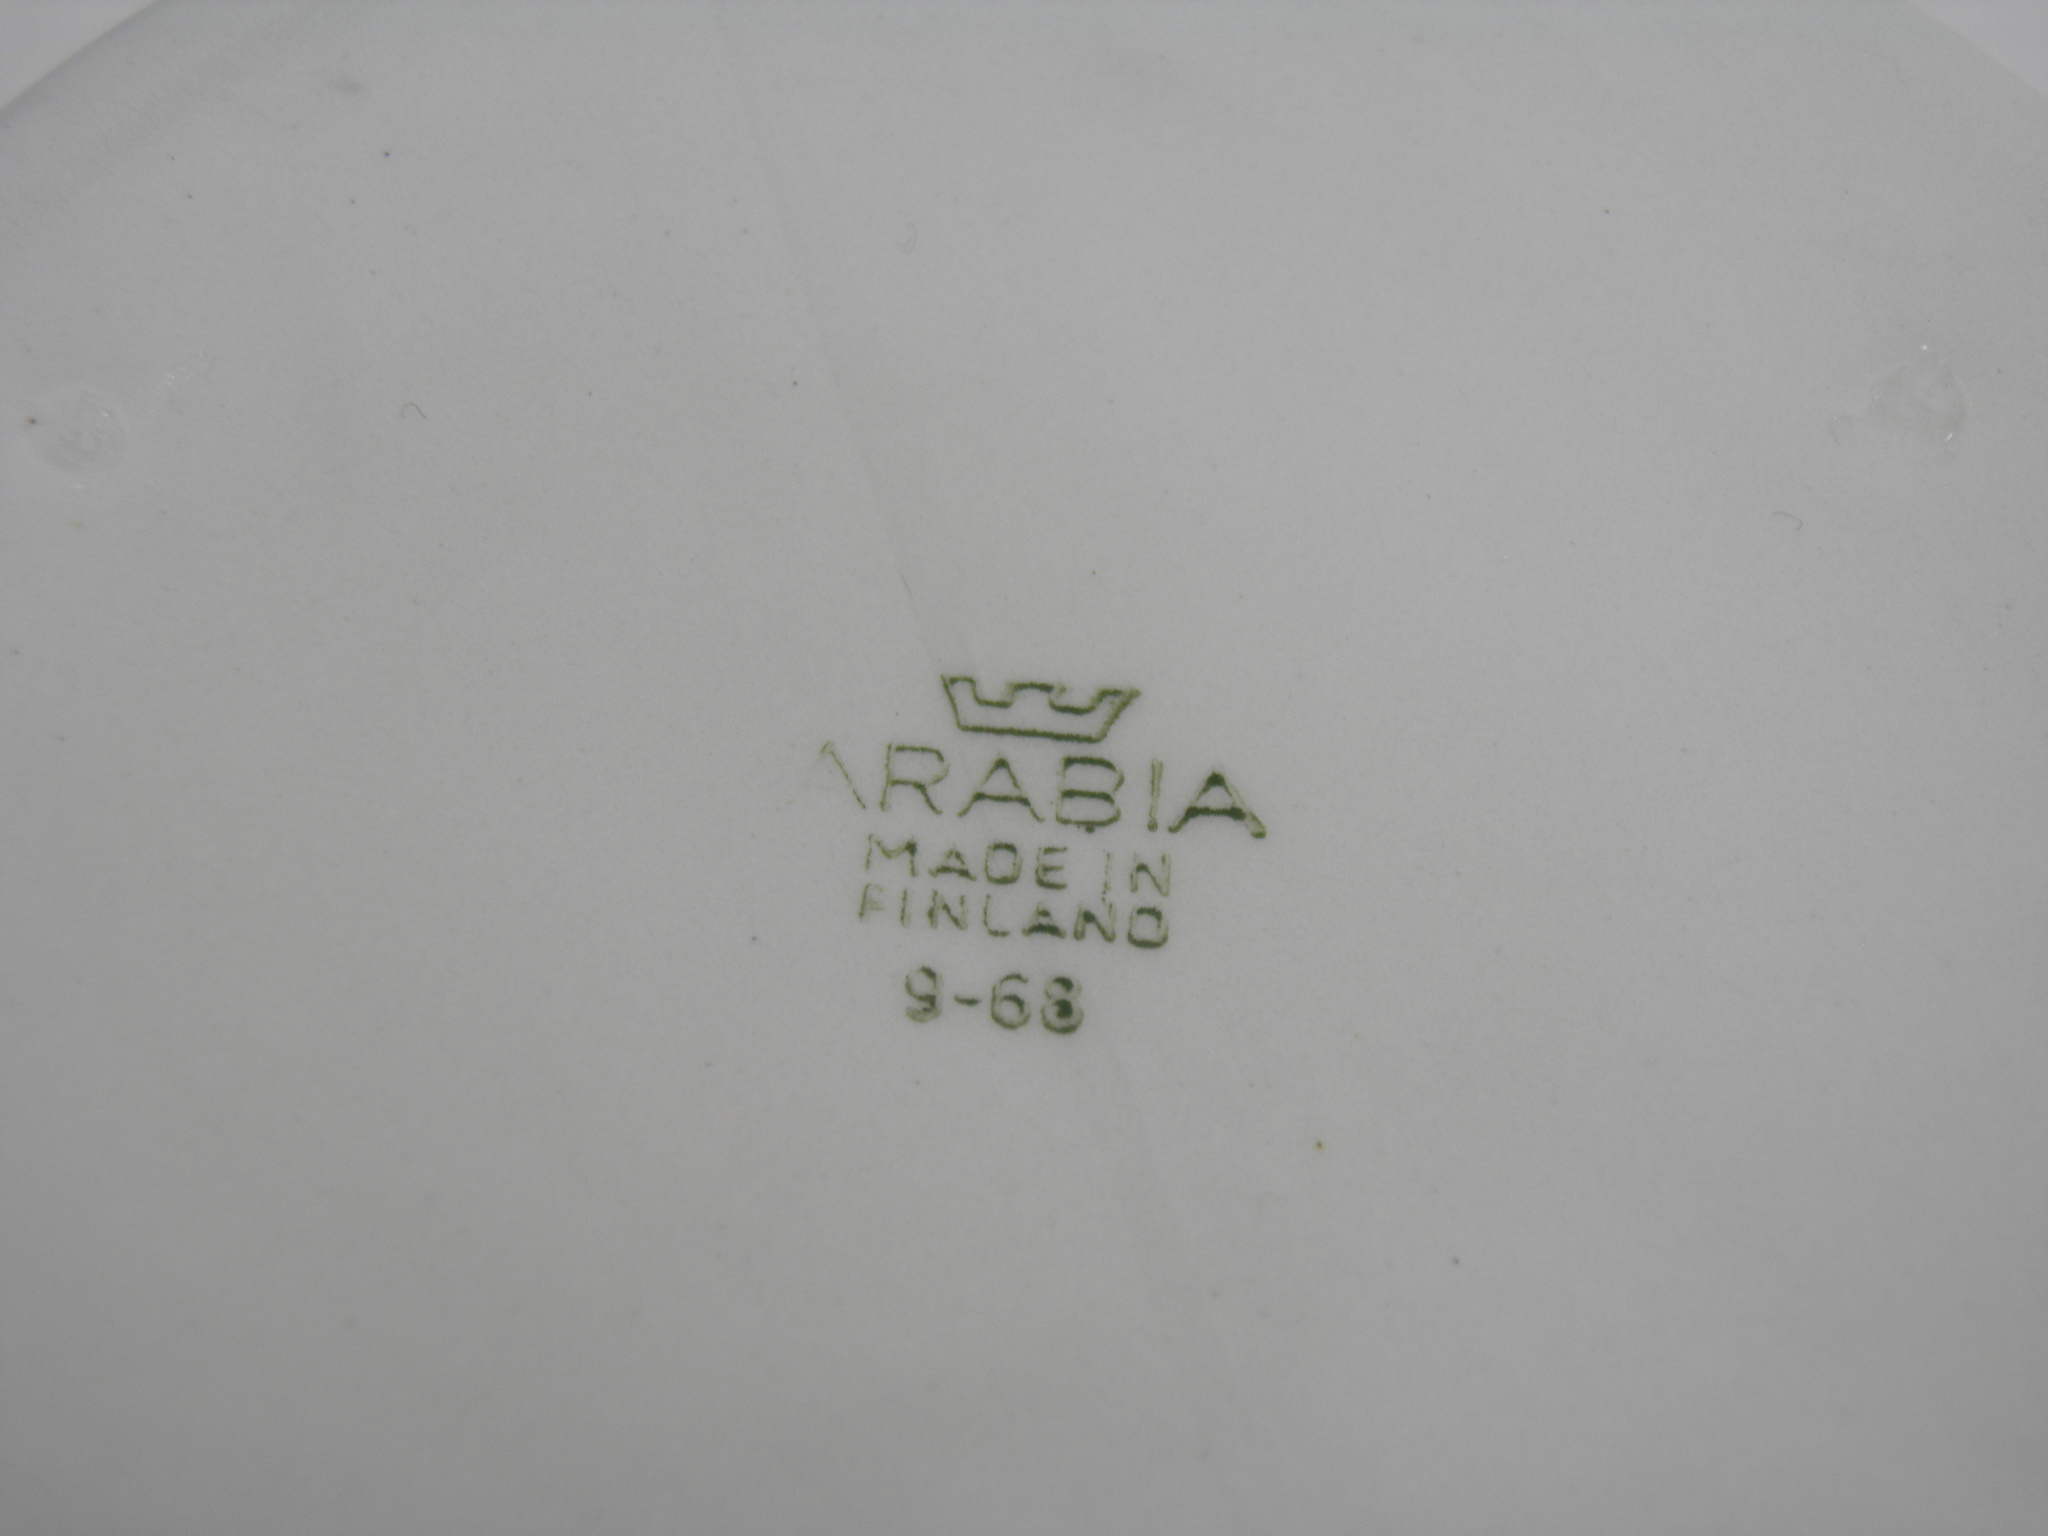 ARABIA
MADE IN
FINLAND
9-68